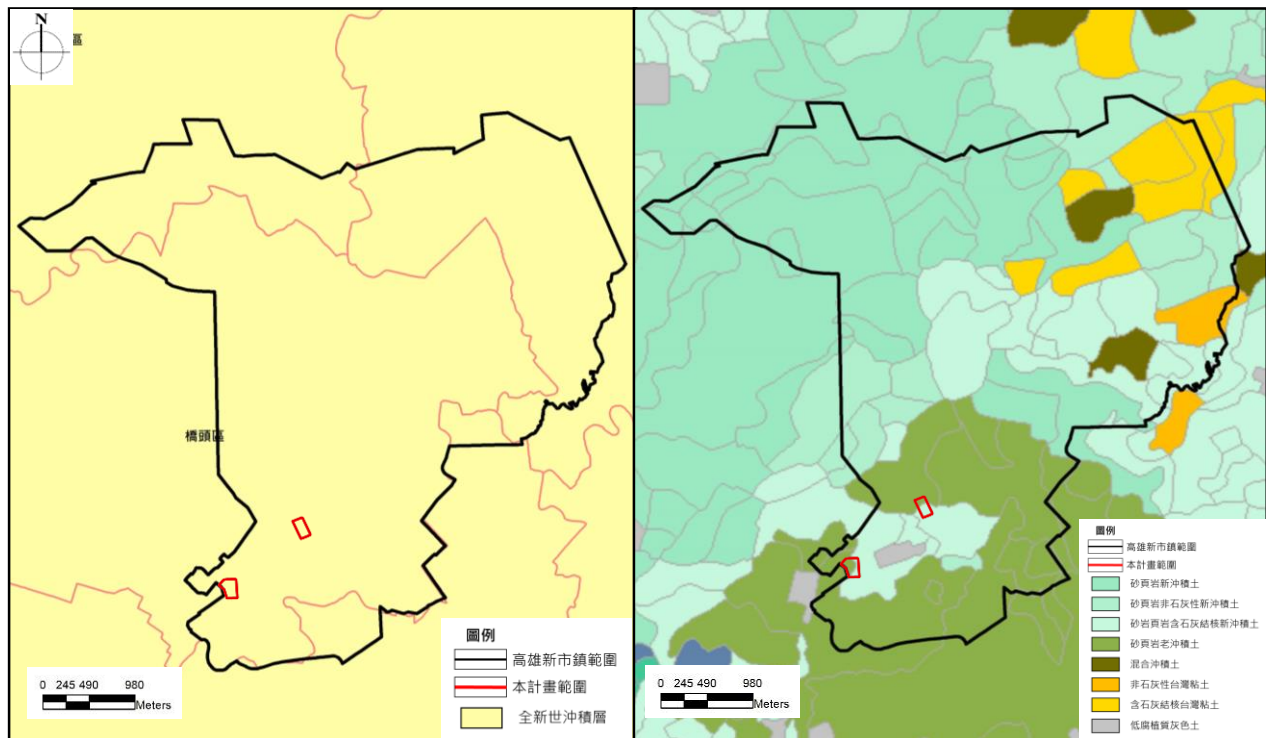 N
區
橋頭區
圖例
高雄新市鎮範圍
本計畫範圍
全新世沖積層
0 245 490 980
Meters
圖例
高雄新市鎮範圍
本計畫範圍
砂頁岩新沖積土
砂頁岩非石灰性新沖積土
砂岩頁岩含石灰結核新沖積土
砂頁岩老沖積土
混合沖積土
非石灰性台灣粘土
含石灰結核台灣粘土
低腐植質灰色土
0 245 490 980
Meters